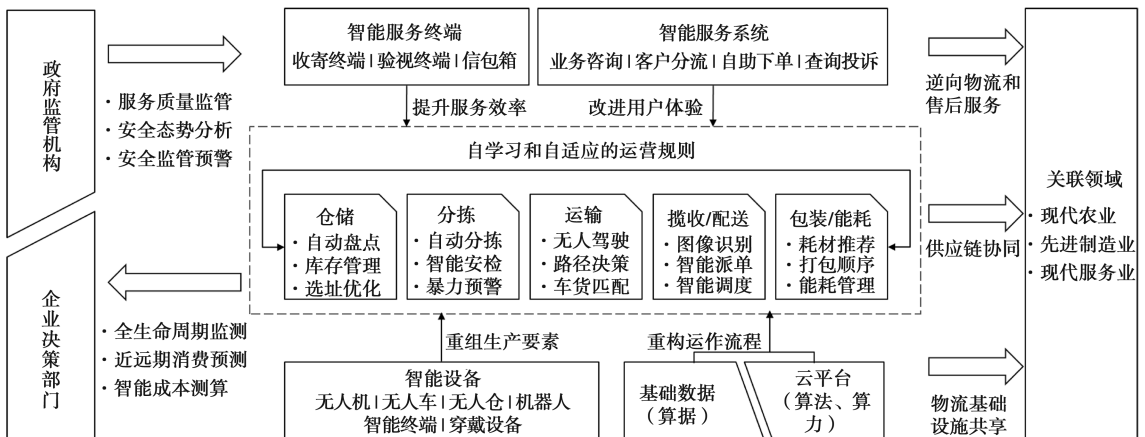 政府监管机构
· 服务质量监管
· 安全态势分析
· 安全监管预警
企业决策部门
· 全生命周期监测
· 近远期消费预测
· 智能成本测算
智能服务终端
收寄终端|验视终端|信包箱
智能服务系统
业务咨询|客户分流|自助下单|查询投诉
提升服务效率
改进用户体验
自学习和自适应的运营规则
仓储
· 自动盘点
· 库存管理
· 选址优化
分拣
· 自动分拣
· 智能安检
· 暴力预警
运输
· 无人驾驶
· 路径决策
· 车货匹配
揽收/配送
· 图像识别
· 智能派单
· 智能调度
包装/能耗
· 耗材推荐
· 打包顺序
· 能耗管理
重组生产要素
重构运作流程
智能设备
无人机|无人车|无人仓|机器人
智能终端|穿戴设备
基础数据
（算据）
云平台
（算法、算
力）
逆向物流和
售后服务
供应链协同
物流基础
设施共享
关联领域
· 现代农业
· 先进制造业
· 现代服务业